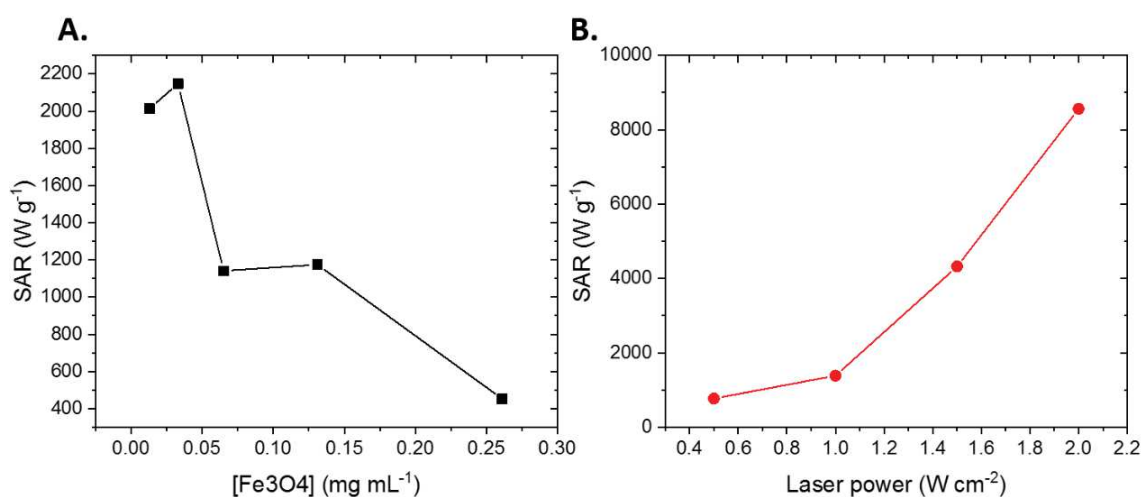 A.
2200
2000
1800
1600
1400
1200
1000
800
600
400
SAR (W g⁻¹)
0.00 0.05 0.10 0.15 0.20 0.25 0.30
[Fe3O4] (mg mL⁻¹)
B.
10000
8000
6000
4000
2000
0
SAR (W g⁻¹)
0.4 0.6 0.8 1.0 1.2 1.4 1.6 1.8 2.0 2.2
Laser power (W cm⁻²)